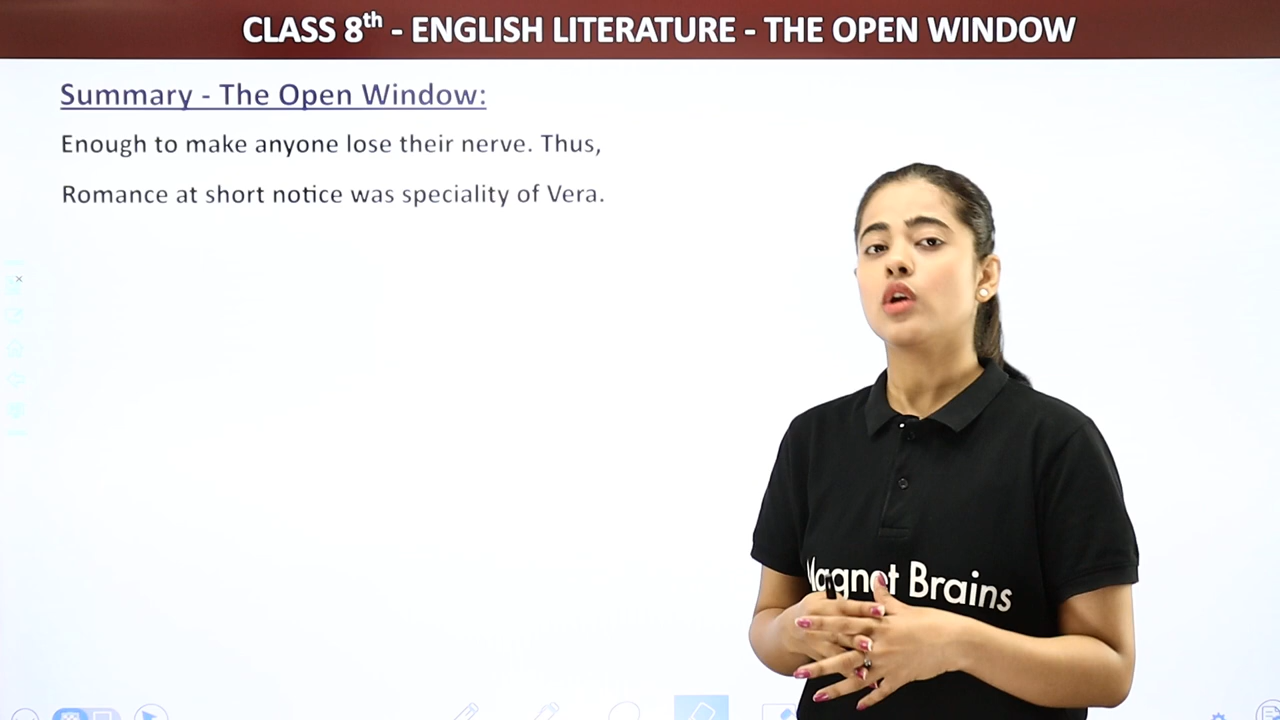 CLASS 8th - ENGLISH LITERATURE - THE OPEN WINDOW
Summary - The Open Window:
Enough to make anyone lose their nerve. Thus,
Romance at short notice was speciality of Vera.
Magnet Brains